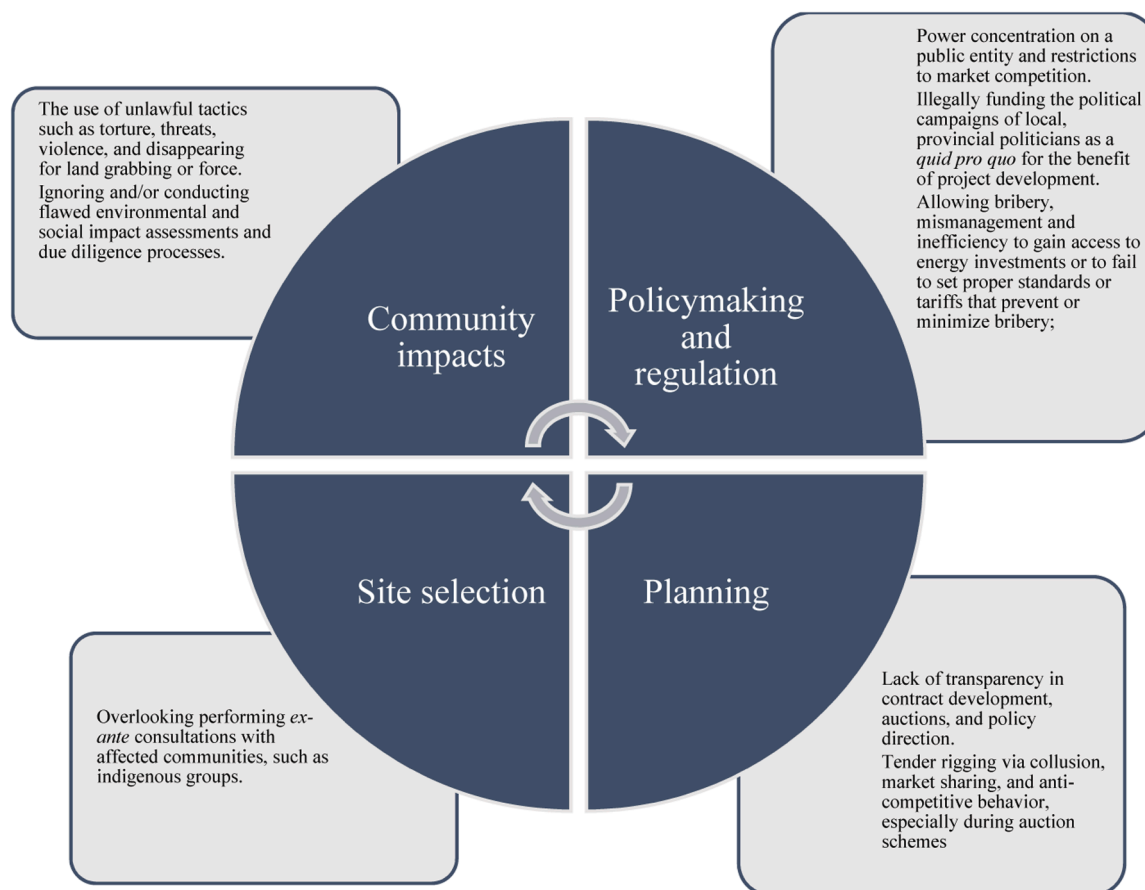 The use of unlawful tactics
such as torture, threats,
violence, and disappearing
for land grabbing or force.
Ignoring and/or conducting
flawed environmental and
social impact assessments and
due diligence processes.
Power concentration on a
public entity and restrictions
to market competition.
Illegally funding the political
campaigns of local,
provincial politicians as a
quid pro quo for the benefit
of project development.
Allowing bribery,
mismanagement and
inefficiency to gain access to
energy investments or to fail
to set proper standards or
tariffs that prevent or
minimize bribery;
Community
impacts
Policymaking
and
regulation
Site selection
Planning
Overlooking performing ex-
ante consultations with
affected communities, such as
indigenous groups.
Lack of transparency in
contract development,
auctions, and policy
direction.
Tender rigging via collusion,
market sharing, and anti-
competitive behavior,
especially during auction
schemes